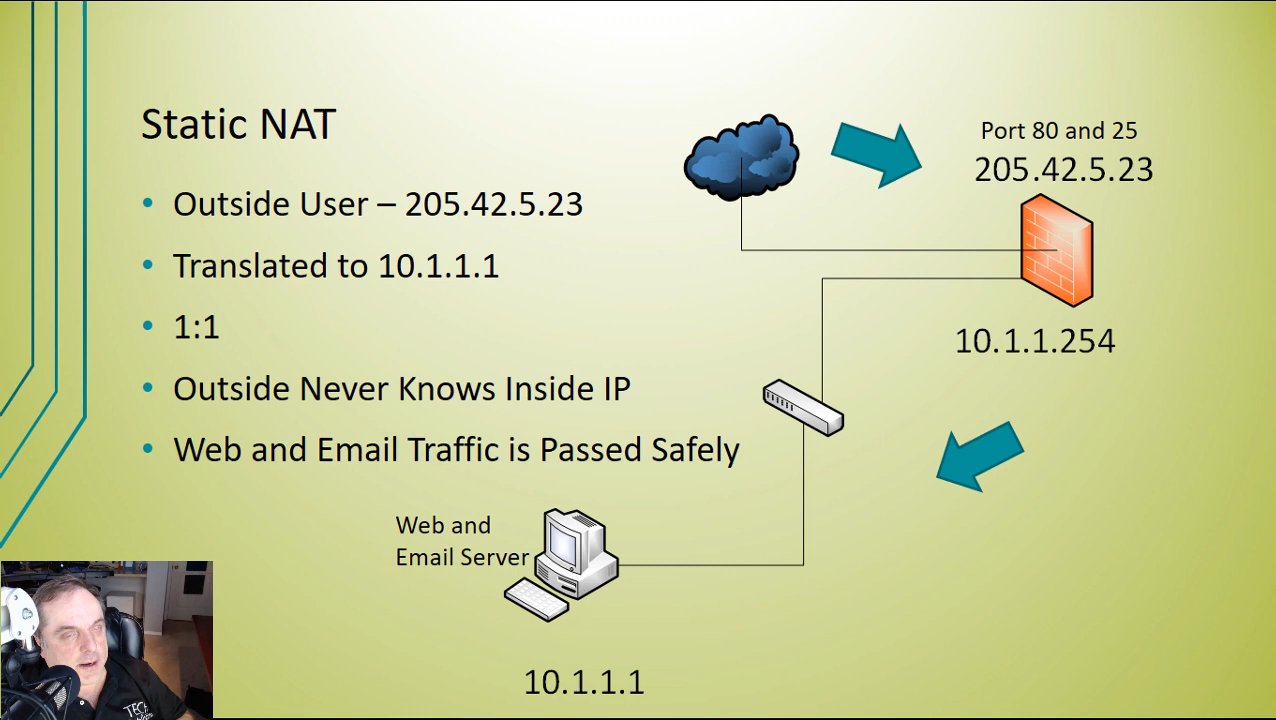 Static NAT
Outside User – 205.42.5.23
Translated to 10.1.1.1
1:1
Outside Never Knows Inside IP
Web and Email Traffic is Passed Safely
Port 80 and 25
205.42.5.23
10.1.1.254
Web and
Email Server
10.1.1.1